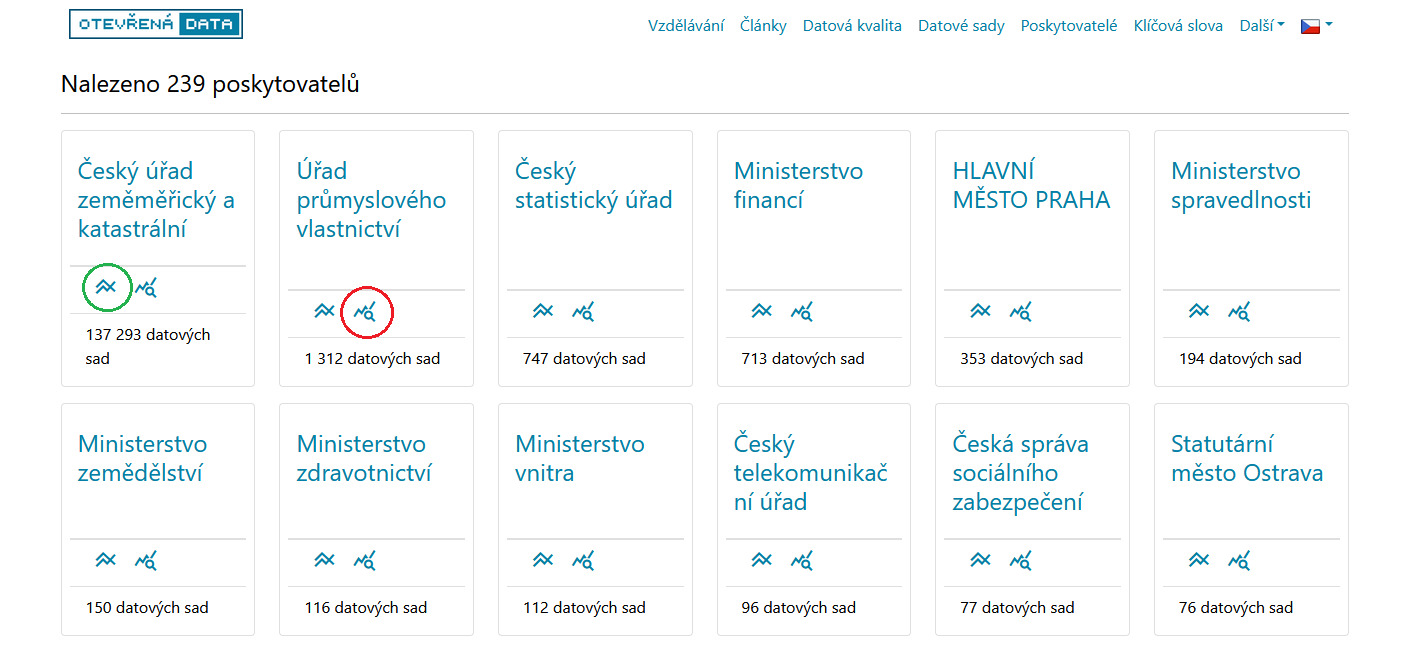 OTEVŘENÁ DATA
Vzdělávání Články Datová kvalita Datové sady Poskytovatelé Klíčová slova Další
Nalezeno 239 poskytovatelů
Český úřad
zeměměřický a
katastrální
137 293 datových
sad
Úřad
průmyslového
vlastnictví
1 312 datových sad
Český
statistický úřad
747 datových sad
Ministerstvo
financí
713 datových sad
HLAVNÍ
MĚSTO PRAHA
353 datových sad
Ministerstvo
spravedlnosti
194 datových sad
Ministerstvo
zemědělství
150 datových sad
Ministerstvo
zdravotnictví
116 datových sad
Ministerstvo
vnitra
112 datových sad
Český
telekomunikač
ní úřad
96 datových sad
Česká správa
sociálního
zabezpečení
77 datových sad
Statutární
město Ostrava
76 datových sad